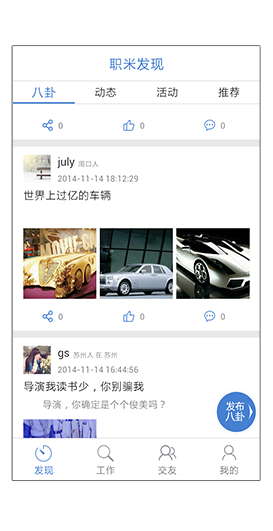 职米发现
八卦 动态 活动 推荐
0 0 0
july 周口人
2014-11-14 18:12:29
世界上过亿的车辆
0 0 0
gs 苏州人 在 苏州
2014-11-14 16:44:56
导演我读书少，你别骗我
导演，你确定是个个俊美吗？
发布
八卦
发现 工作 交友 我的